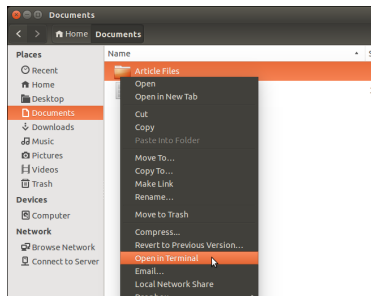 Documents
Home Documents
Places
Recent
Home
Desktop
Documents
Downloads
Music
Pictures
Videos
Trash
Devices
Computer
Network
Browse Network
Connect to Server
Name
Article Files
Open
Open in New Tab
Cut
Copy
Paste Into Folder
Move To...
Copy To...
Make Link
Rename...
Move to Trash
Compress...
Revert to Previous Version...
Open in Terminal
Email...
Local Network Share